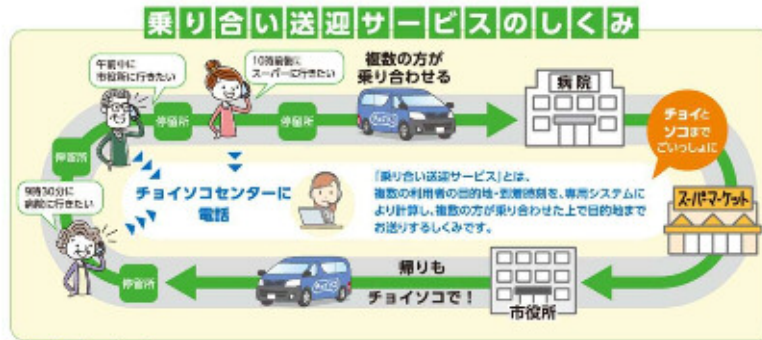 乗り合い送迎サービスのしくみ
午前中に
市役所に行きたい
10時前後に
スーパーに行きたい
複数の方が
乗り合わせる
病院
停留所
停留所
チョイと
ソコまで
ごいっしょに
停留所
9時30分に
病院に行きたい
チョイソコセンターに
電話
「乗り合い送迎サービス」とは、
複数の利用者の目的地・到着時刻を、専用システム
により計算し、複数の方が乗り合わせた上で目的地まで
お送りするしくみです。
スーパーマーケット
停留所
帰りも
チョイソコで!
市役所